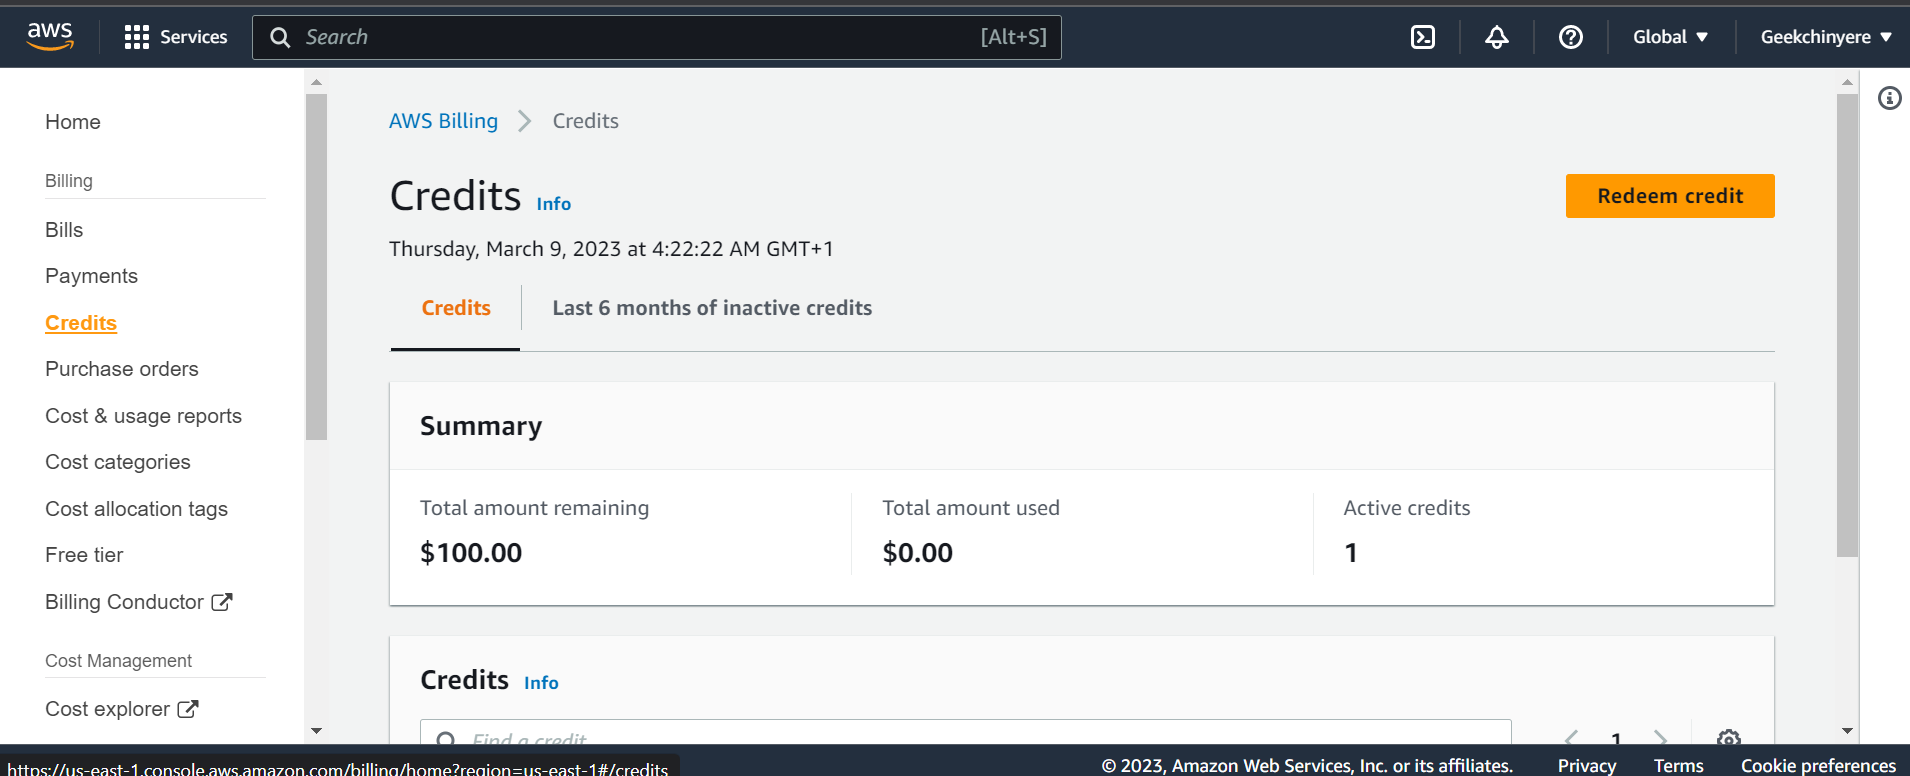 aws Services Search [Alt+S] Global Geekchinyere
Home
Billing
Bills
Payments
Credits
Purchase orders
Cost & usage reports
Cost categories
Cost allocation tags
Free tier
Billing Conductor
Cost Management
Cost explorer
AWS Billing > Credits
Credits Info
Redeem credit
Thursday, March 9, 2023 at 4:22:22 AM GMT+1
Credits Last 6 months of inactive credits
Summary
Total amount remaining Total amount used Active credits
$100.00 $0.00 1
Credits Info
Find a credit 1
https://us-east-1.console.aws.amazon.com/billing/home?region=us-east-1#/credits
© 2023, Amazon Web Services, Inc. or its affiliates. Privacy Terms Cookie preferences